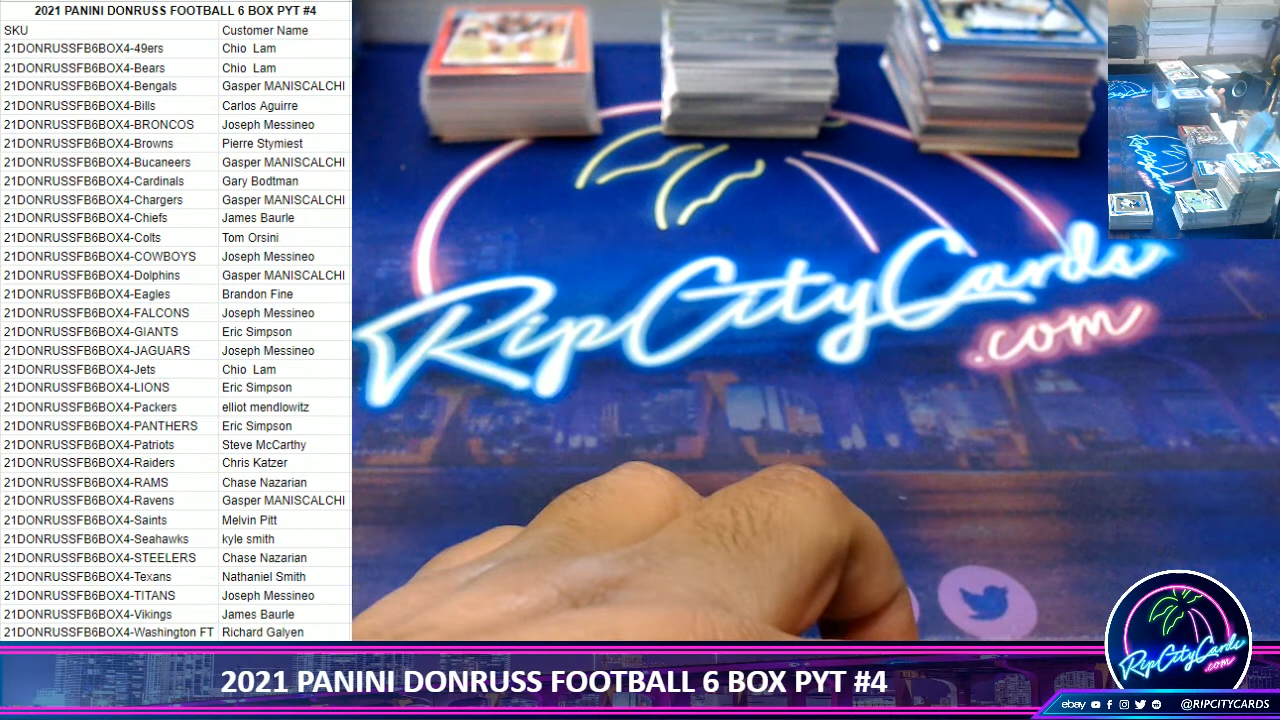 2021 PANINI DONRUSS FOOTBALL 6 BOX PYT #4
SKU Customer Name
21DONRUSSFB6BOX4-49ers Chio Lam
21DONRUSSFB6BOX4-Bears Chio Lam
21DONRUSSFB6BOX4-Bengals Gasper MANISCALCHI
21DONRUSSFB6BOX4-Bills Carlos Aguirre
21DONRUSSFB6BOX4-BRONCOS Joseph Messineo
21DONRUSSFB6BOX4-Browns Pierre Stymiest
21DONRUSSFB6BOX4-Bucaneers Gasper MANISCALCHI
21DONRUSSFB6BOX4-Cardinals Gary Bodtman
21DONRUSSFB6BOX4-Chargers Gasper MANISCALCHI
21DONRUSSFB6BOX4-Chiefs James Baurle
21DONRUSSFB6BOX4-Colts Tom Orsini
21DONRUSSFB6BOX4-COWBOYS Joseph Messineo
21DONRUSSFB6BOX4-Dolphins Gasper MANISCALCHI
21DONRUSSFB6BOX4-Eagles Brandon Fine
21DONRUSSFB6BOX4-FALCONS Joseph Messineo
21DONRUSSFB6BOX4-GIANTS Eric Simpson
21DONRUSSFB6BOX4-JAGUARS Joseph Messineo
21DONRUSSFB6BOX4-Jets Chio Lam
21DONRUSSFB6BOX4-LIONS Eric Simpson
21DONRUSSFB6BOX4-Packers elliot mendlowitz
21DONRUSSFB6BOX4-PANTHERS Eric Simpson
21DONRUSSFB6BOX4-Patriots Steve McCarthy
21DONRUSSFB6BOX4-Raiders Chris Katzer
21DONRUSSFB6BOX4-RAMS Chase Nazarian
21DONRUSSFB6BOX4-Ravens Gasper MANISCALCHI
21DONRUSSFB6BOX4-Saints Melvin Pitt
21DONRUSSFB6BOX4-Seahawks kyle smith
21DONRUSSFB6BOX4-STEELERS Chase Nazarian
21DONRUSSFB6BOX4-Texans Nathaniel Smith
21DONRUSSFB6BOX4-TITANS Joseph Messineo
21DONRUSSFB6BOX4-Vikings James Baurle
21DONRUSSFB6BOX4-Washington FT Richard Galyen
RipCityCards
.com
RipCityCards
.com
2021 PANINI DONRUSS FOOTBALL 6 BOX PYT #4
ebay @RIPCITYCARDS